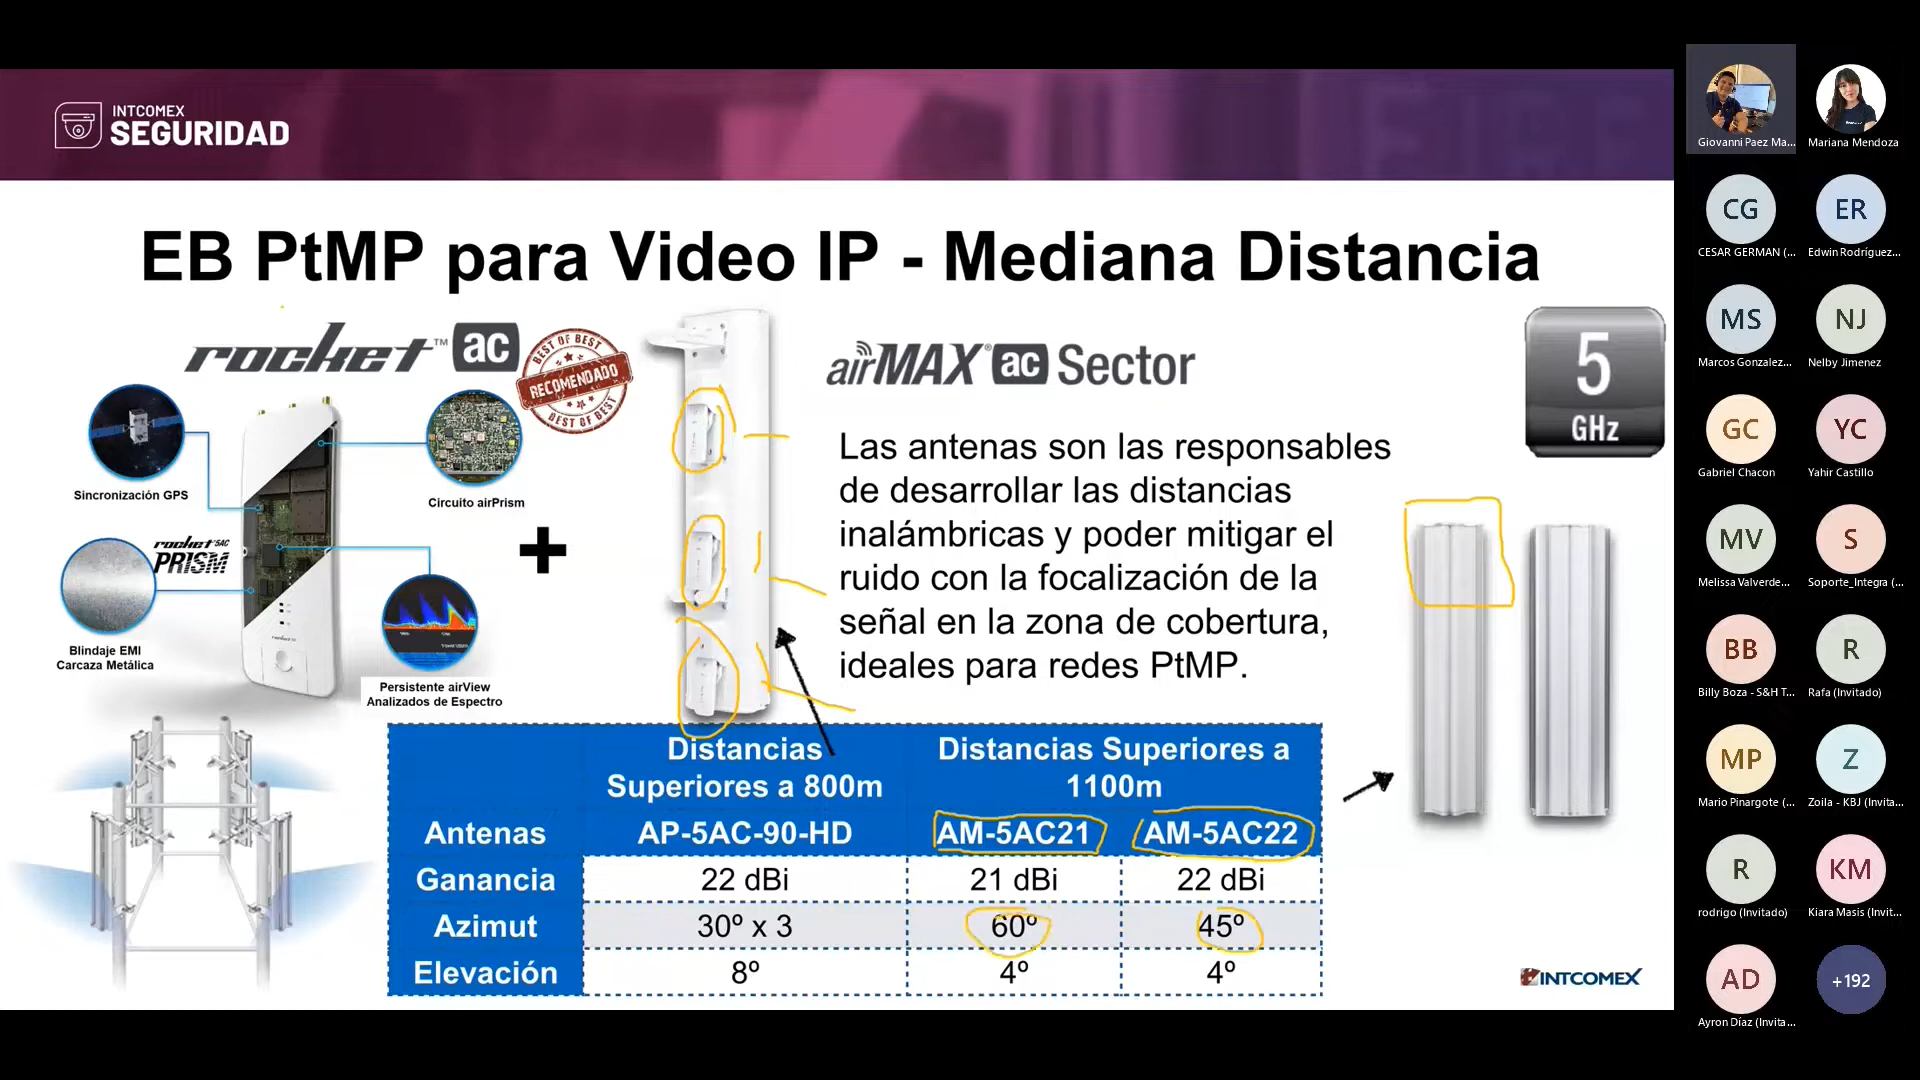 INTCOMEX
SEGURIDAD
EB PtMP para Video IP - Mediana Distancia
rocket™ ac
BEST OF BEST
RECOMENDADO
BEST OF BEST
airMAX® ac Sector
5
GHz
Sincronización GPS
Circuito airPrism
rocket 5AC
PRISM
Blindaje EMI
Carcaza Metálica
Persistente airView
Analizados de Espectro
+
Las antenas son las responsables
de desarrollar las distancias
inalámbricas y poder mitigar el
ruido con la focalización de la
señal en la zona de cobertura,
ideales para redes PtMP.
Distancias Superiores a 800m
Distancias Superiores a 1100m
Antenas AP-5AC-90-HD AM-5AC21 AM-5AC22
Ganancia 22 dBi 21 dBi 22 dBi
Azimut 30º x 3 60º 45º
Elevación 8º 4º 4º
INTCOMEX
Giovanni Paez Ma...
Mariana Mendoza
CG
ER
CESAR GERMAN (...
Edwin Rodríguez...
MS
NJ
Marcos Gonzalez...
Nelby Jimenez
GC
YC
Gabriel Chacon
Yahir Castillo
MV
S
Melissa Valverde...
Soporte_Integra (...
BB
R
Billy Boza - S&H T...
Rafa (Invitado)
MP
Z
Mario Pinargote (...
Zoila - KBJ (Invita...
R
KM
rodrigo (Invitado)
Kiara Masis (Invit...
AD
+192
Ayron Díaz (Invita...